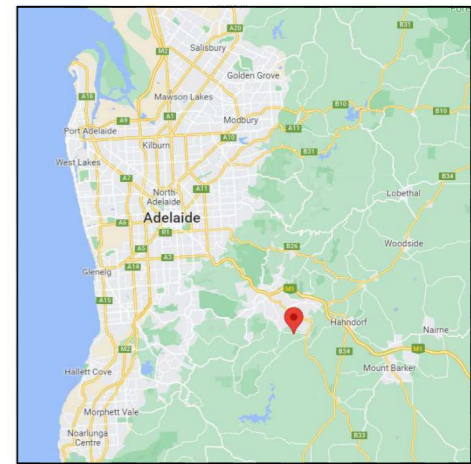 A20
B31
Salisbury
M2
Golden Grove
A16
Mawson Lakes
B10
B10
A9
A1
Modbury
A11
Port Adelaide
A10
Kilburn
B31
West Lakes
A7
B34
North
Adelaide
A11
Lobethal
Adelaide
A6
R1
Woodside
A5
B26
A3
Glenelg
A14
M1
A15
Hahndorf
Nairne
M2
B34
M1
Hallett Cove
Mount Barker
Morphett Vale
Noarlunga
Centre
B33